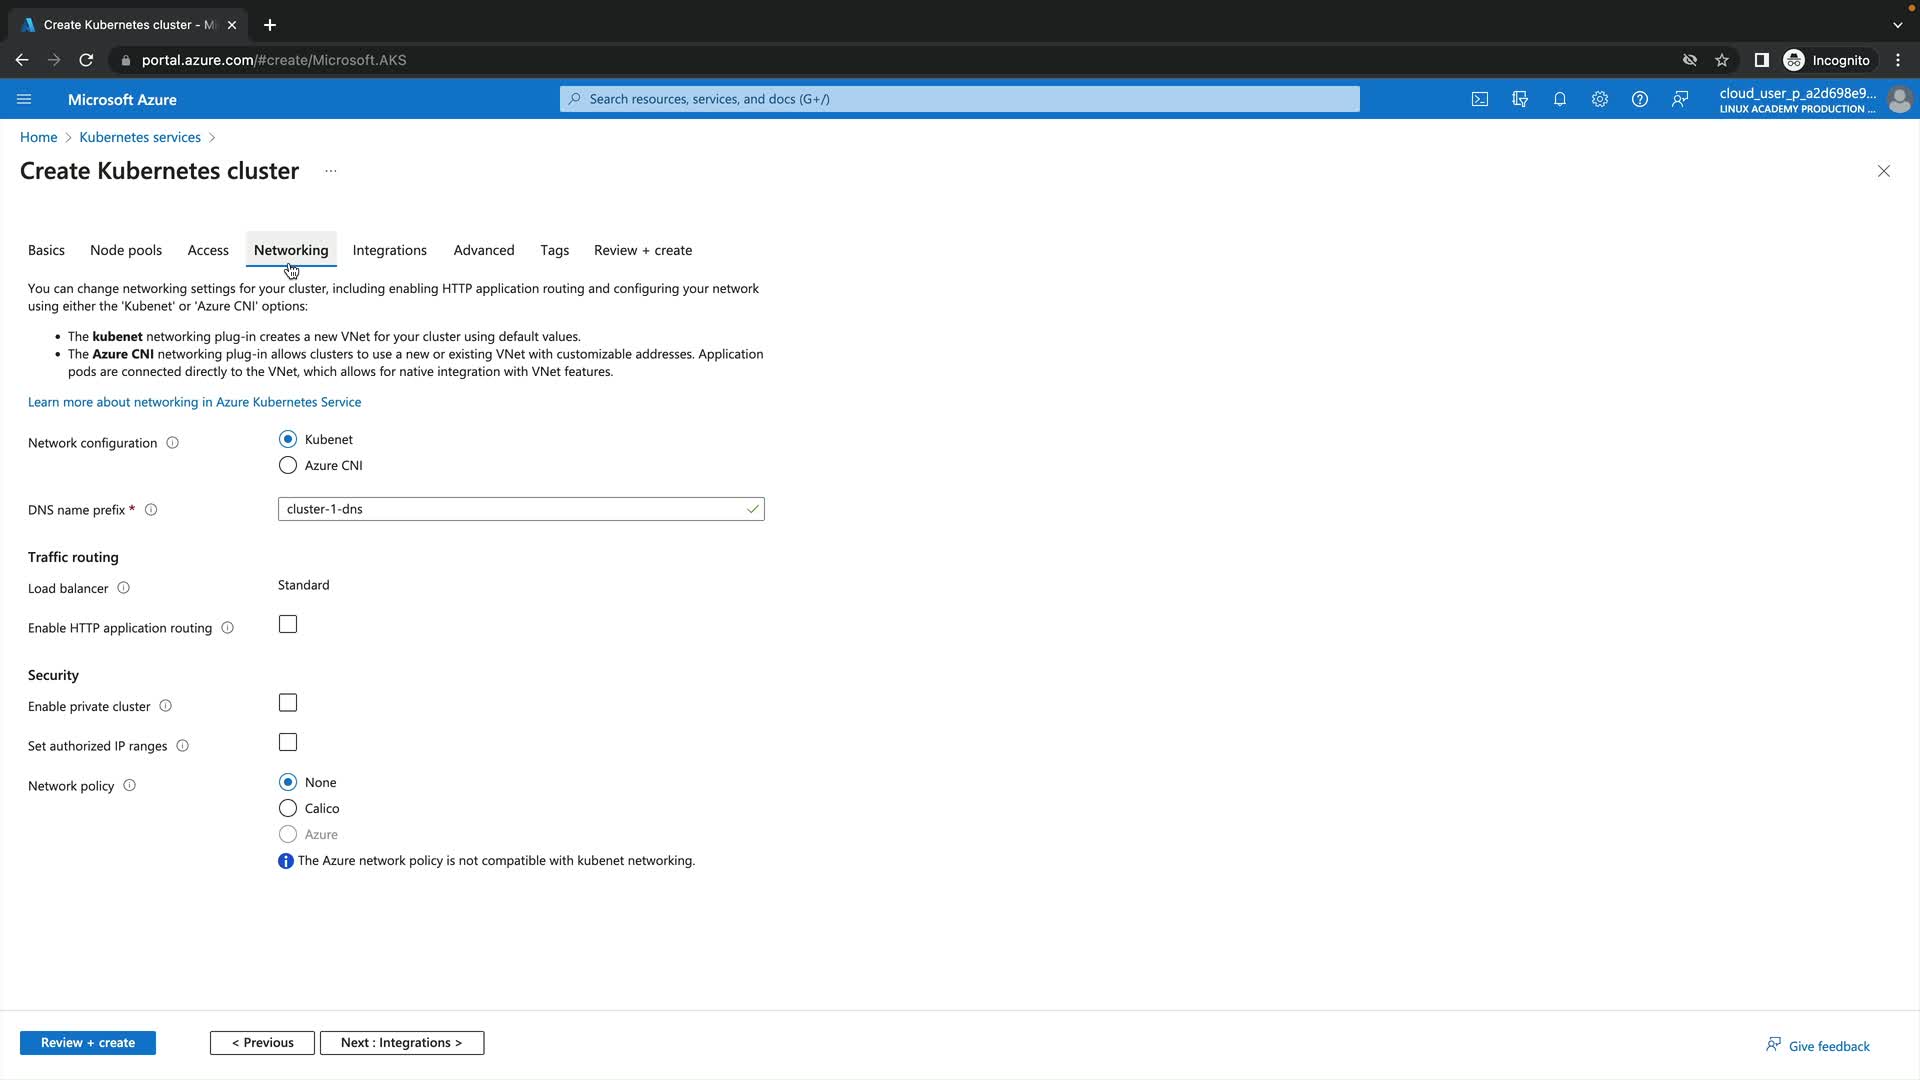 Create Kubernetes cluster - Mi
portal.azure.com/#create/Microsoft.AKS
Incognito
Microsoft Azure
Search resources, services, and docs (G+/)
cloud_user_p_a2d698e9...
LINUX ACADEMY PRODUCTION ...
Home > Kubernetes services >
Create Kubernetes cluster ...
Basics Node pools Access Networking Integrations Advanced Tags Review + create
You can change networking settings for your cluster, including enabling HTTP application routing and configuring your network
using either the 'Kubenet' or 'Azure CNI' options:
• The kubenet networking plug-in creates a new VNet for your cluster using default values.
• The Azure CNI networking plug-in allows clusters to use a new or existing VNet with customizable addresses. Application
pods are connected directly to the VNet, which allows for native integration with VNet features.
Learn more about networking in Azure Kubernetes Service
Network configuration
Kubenet
Azure CNI
DNS name prefix *
cluster-1-dns
Traffic routing
Load balancer
Standard
Enable HTTP application routing
Security
Enable private cluster
Set authorized IP ranges
Network policy
None
Calico
Azure
The Azure network policy is not compatible with kubenet networking.
Review + create
< Previous
Next : Integrations >
Give feedback